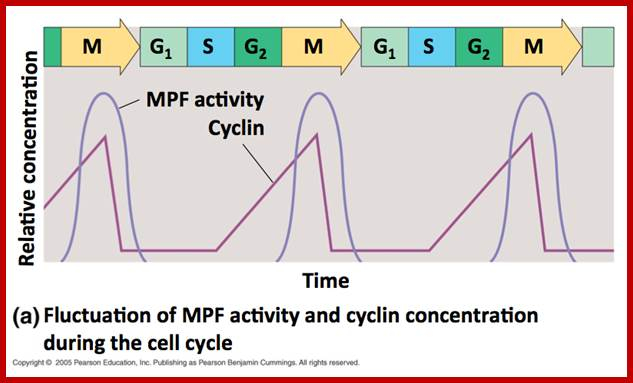 M G₁ S G₂ M G₁ S G₂ M
MPF activity
Cyclin
Relative concentration
Time
(a) Fluctuation of MPF activity and cyclin concentration
during the cell cycle
Copyright © 2005 Pearson Education, Inc. Publishing as Pearson Benjamin Cummings. All rights reserved.